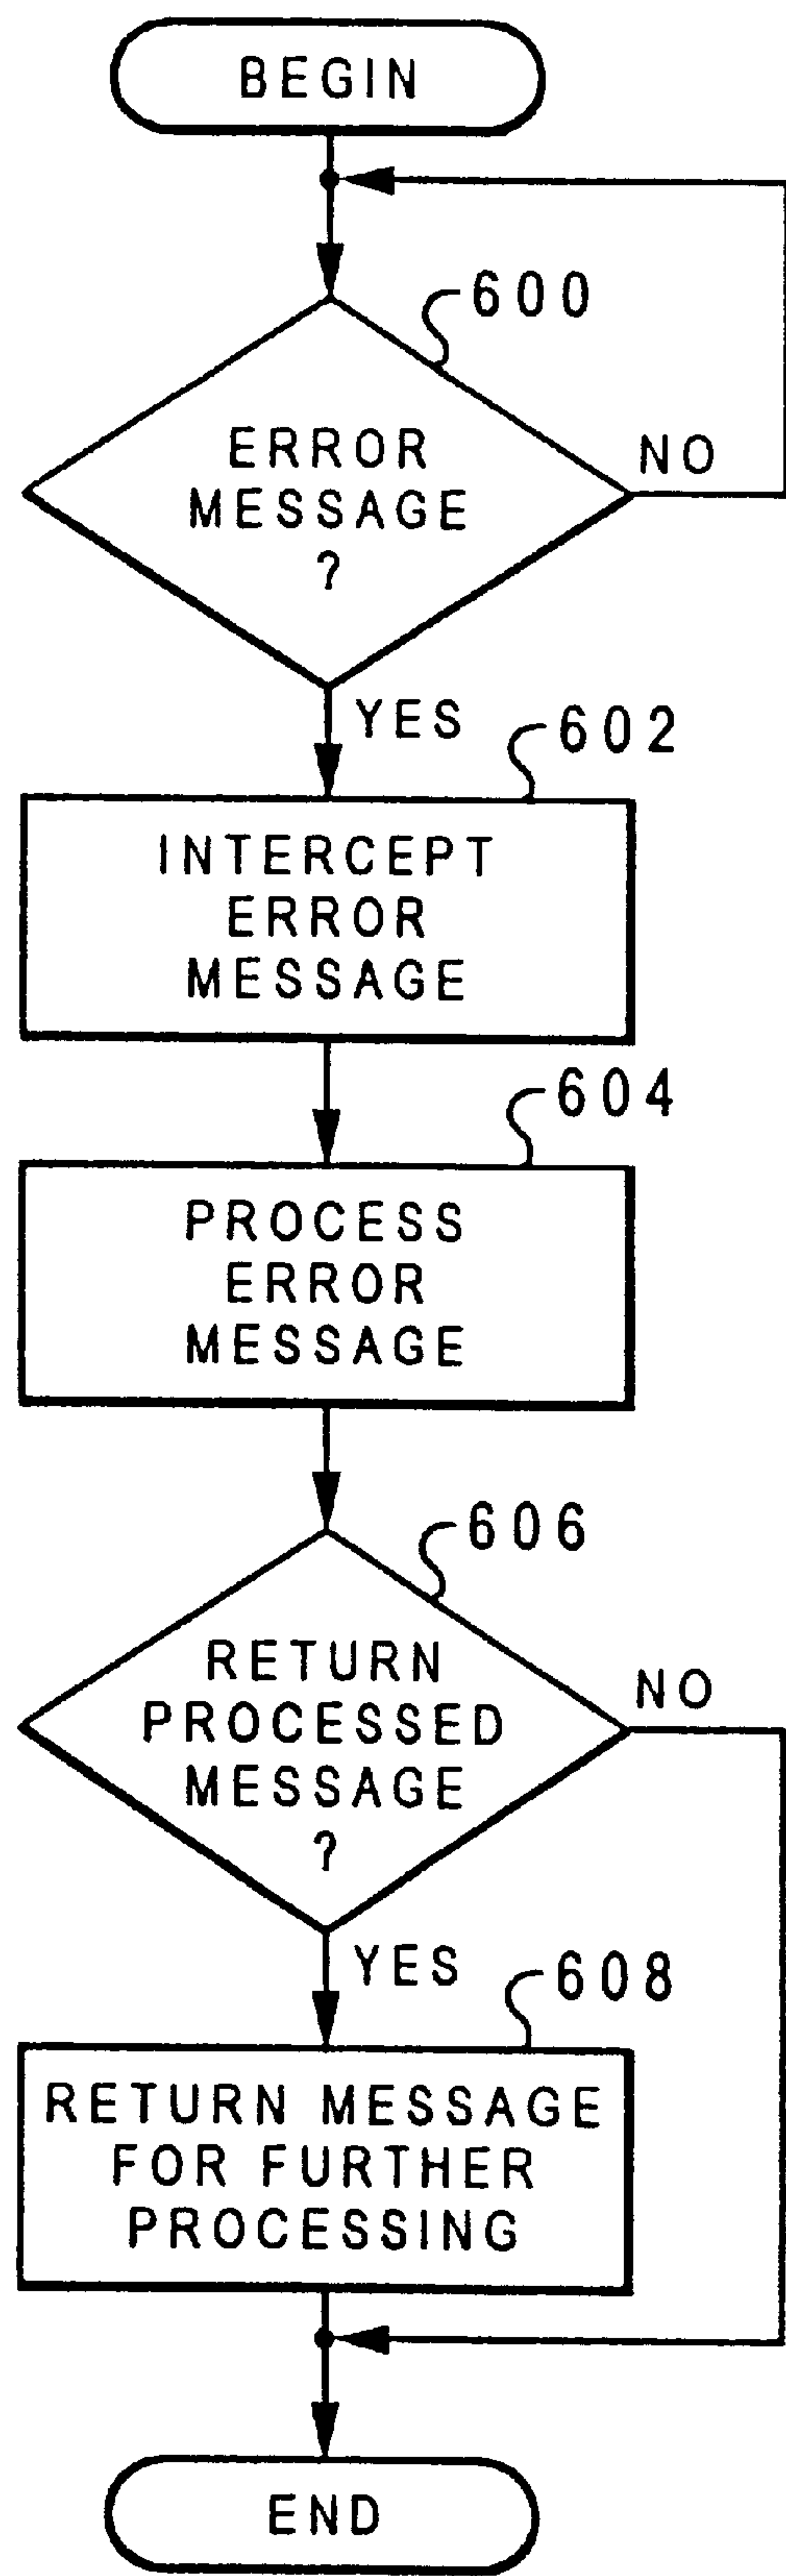 BEGIN
600
ERROR
MESSAGE
?
NO
YES
602
INTERCEPT
ERROR
MESSAGE
604
PROCESS
ERROR
MESSAGE
606
RETURN
PROCESSED
MESSAGE
?
NO
YES
608
RETURN MESSAGE
FOR FURTHER
PROCESSING
END